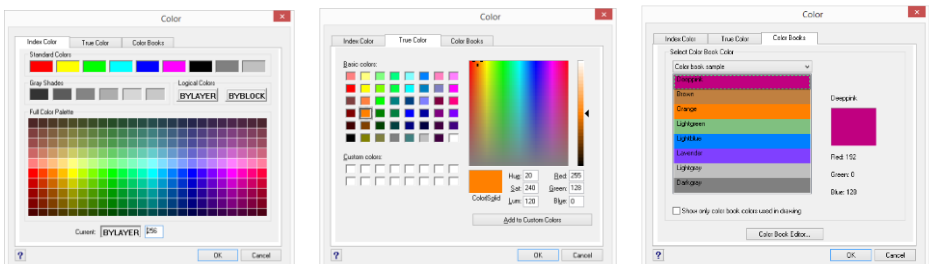 Color
Index Color
True Color
Color Books
Standard Colors
Gray Shades
Logical Colors
BYLAYER
BYBLOCK
Full Color Palette
Current:
BYLAYER
256
?
OK
Cancel
Color
Index Color
True Color
Color Books
Basic colors:
Custom colors:
Color|Solid
Hue: 20
Sat: 240
Lum: 120
Red: 255
Green: 128
Blue: 0
Add to Custom Colors
?
OK
Cancel
Color
Index Color
True Color
Color Books
Select Color Book Color
Color book sample
Deeppink
Brown
Orange
Lightgreen
Lightblue
Lavender
Lightgray
Darkgray
Deeppink
Red: 192
Green: 0
Blue: 128
Show only color book colors used in drawing
Color Book Editor...
?
OK
Cancel